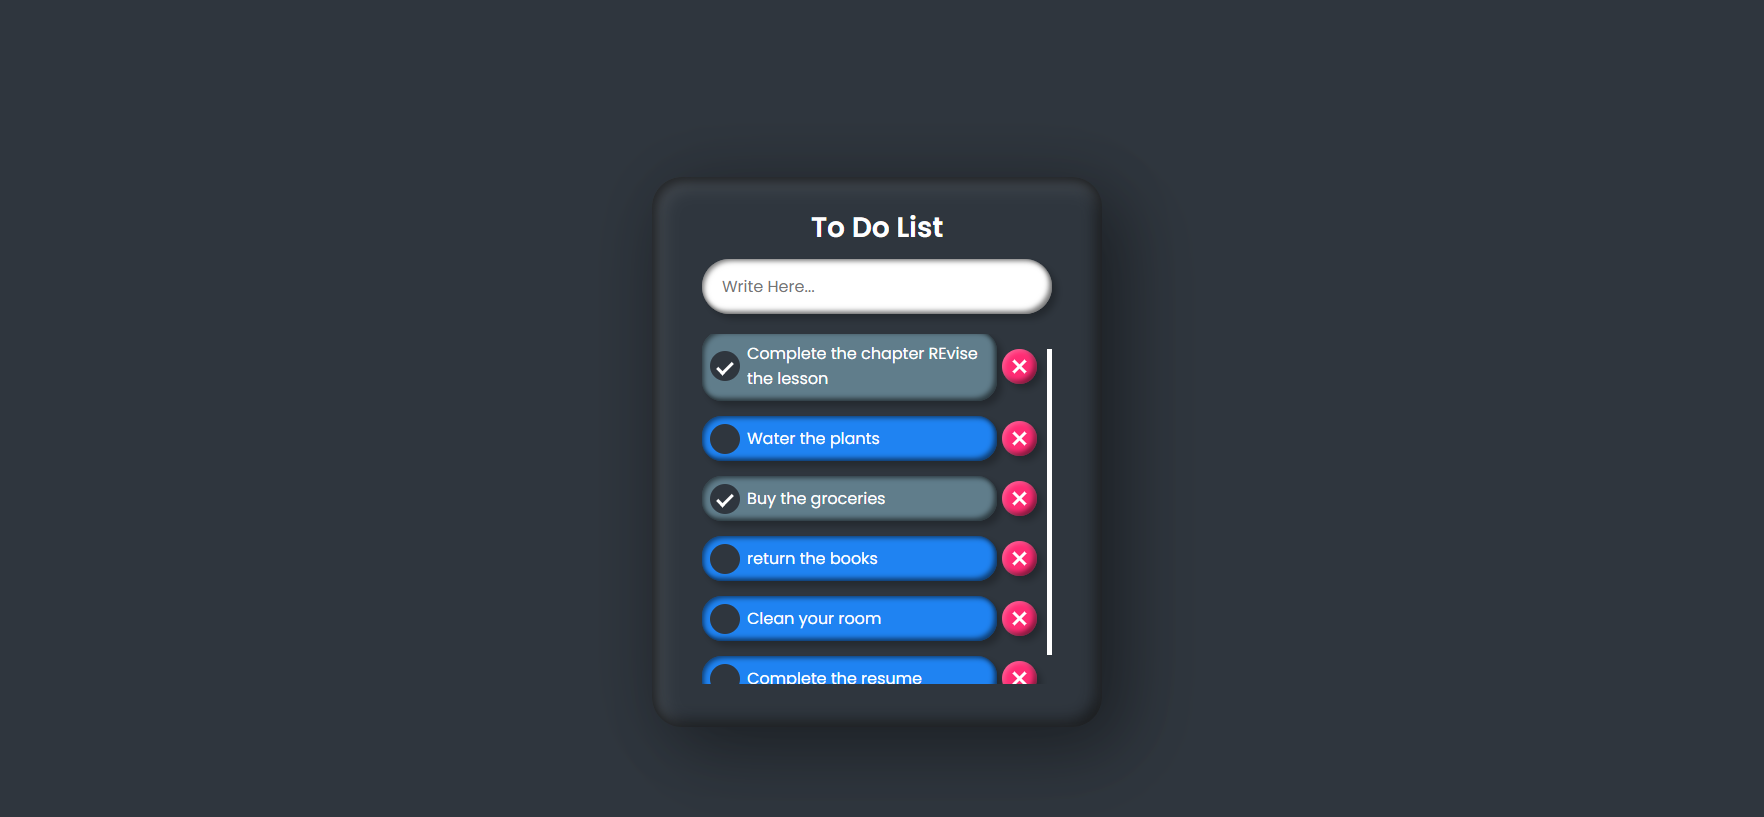 To Do List
Write Here...
Complete the chapter REvise
the lesson
Water the plants
Buy the groceries
return the books
Clean your room
Complete the resume